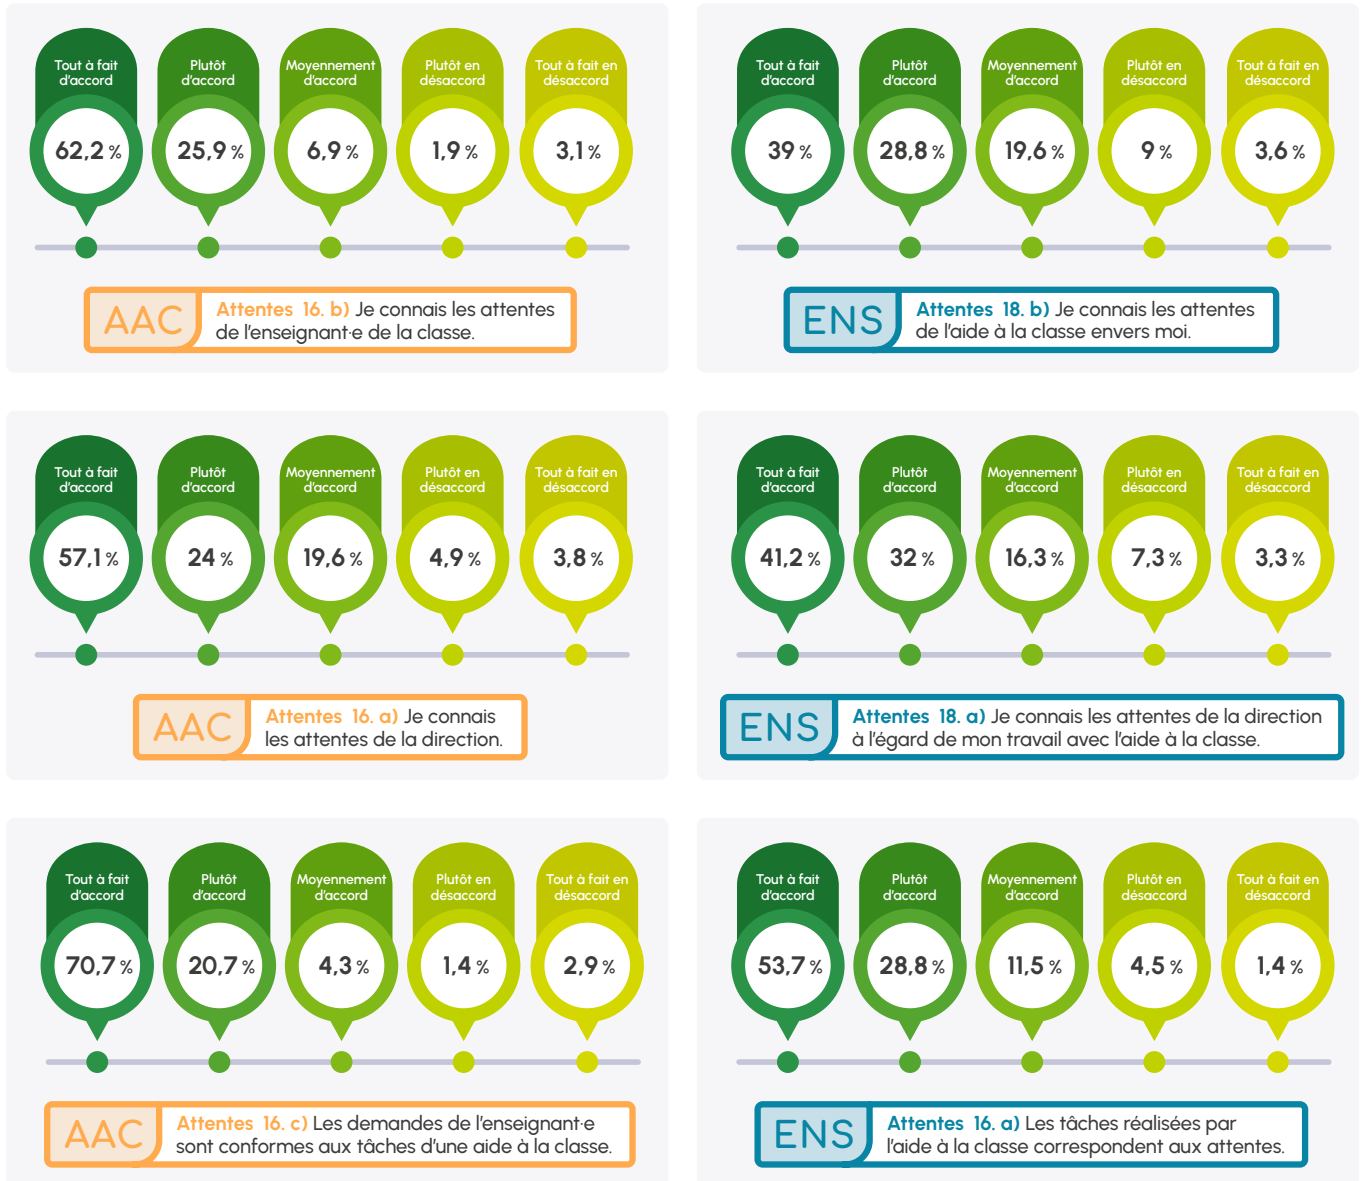 Tout à fait
d'accord
Plutôt
d'accord
Moyennement
d'accord
Plutôt en
désaccord
Tout à fait en
désaccord
62,2 %
25,9 %
6,9 %
1,9 %
3,1 %
AAC
Attentes 16. b) Je connais les attentes
de l'enseignant·e de la classe.
Tout à fait
d'accord
Plutôt
d'accord
Moyennement
d'accord
Plutôt en
désaccord
Tout à fait en
désaccord
39 %
28,8 %
19,6 %
9 %
3,6 %
ENS
Attentes 18. b) Je connais les attentes
de l'aide à la classe envers moi.
Tout à fait
d'accord
Plutôt
d'accord
Moyennement
d'accord
Plutôt en
désaccord
Tout à fait en
désaccord
57,1 %
24 %
19,6 %
4,9 %
3,8 %
AAC
Attentes 16. a) Je connais
les attentes de la direction.
Tout à fait
d'accord
Plutôt
d'accord
Moyennement
d'accord
Plutôt en
désaccord
Tout à fait en
désaccord
41,2 %
32 %
16,3 %
7,3 %
3,3 %
ENS
Attentes 18. a) Je connais les attentes de la direction
à l'égard de mon travail avec l'aide à la classe.
Tout à fait
d'accord
Plutôt
d'accord
Moyennement
d'accord
Plutôt en
désaccord
Tout à fait en
désaccord
70,7 %
20,7 %
4,3 %
1,4 %
2,9 %
AAC
Attentes 16. c) Les demandes de l'enseignant·e
sont conformes aux tâches d'une aide à la classe.
Tout à fait
d'accord
Plutôt
d'accord
Moyennement
d'accord
Plutôt en
désaccord
Tout à fait en
désaccord
53,7 %
28,8 %
11,5 %
4,5 %
1,4 %
ENS
Attentes 16. a) Les tâches réalisées par
l'aide à la classe correspondent aux attentes.